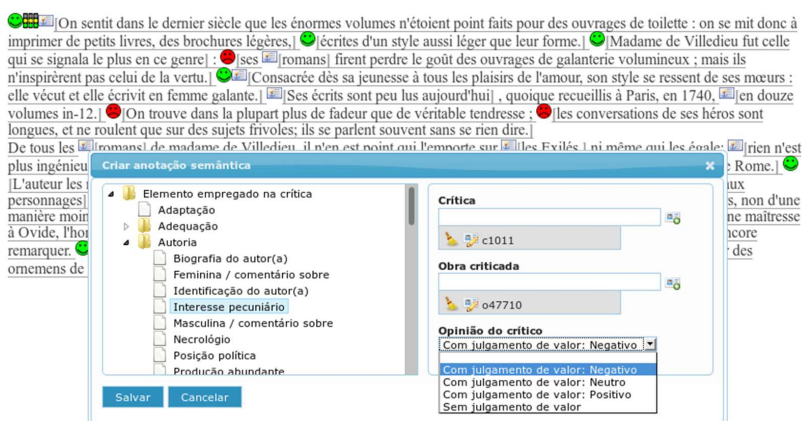 |On sentit dans le dernier siècle que les énormes volumes n'étoient point faits pour des ouvrages de toilette : on se mit donc à
imprimer de petits livres, des brochures légères,| |écrites d'un style aussi léger que leur forme.| |Madame de Villedieu fut celle
qui se signala le plus en ce genre| : |ses |romans| firent perdre le goût des ouvrages de galanterie volumineux ; mais ils
n'inspirèrent pas celui de la vertu.| |Consacrée dès sa jeunesse à tous les plaisirs de l'amour, son style se ressent de ses mœurs :
elle vécut et elle écrivit en femme galante.| |Ses écrits sont peu lus aujourd'hui| , quoique recueillis à Paris, en 1740, |en douze
volumes in-12.| |On trouve dans la plupart plus de fadeur que de véritable tendresse ; |les conversations de ses héros sont
longues, et ne roulent que sur des sujets frivoles; ils se parlent souvent sans se rien dire.|
De tous les |romans| de madame de Villedieu, il n'en est point qui l'emporte sur |les Exilés,| ni même qui les égale; |rien n'est
plus ingénieu
e Rome.|
|L'auteur les
aux
personnages|
s, non d'une
manière moin
ne maîtresse
à Ovide, l'hon
ncore
remarquer.
r des
ornemens de
Criar anotação semântica
Elemento empregado na crítica
Adaptação
Adequação
Autoria
Biografia do autor(a)
Feminina / comentário sobre
Identificação do autor(a)
Interesse pecuniário
Masculina / comentário sobre
Necrológio
Posição política
Produção abundante
Crítica
c1011
Obra criticada
o47710
Opinião do crítico
Com julgamento de valor: Negativo
Com julgamento de valor: Negativo
Com julgamento de valor: Neutro
Com julgamento de valor: Positivo
Sem julgamento de valor
Salvar
Cancelar